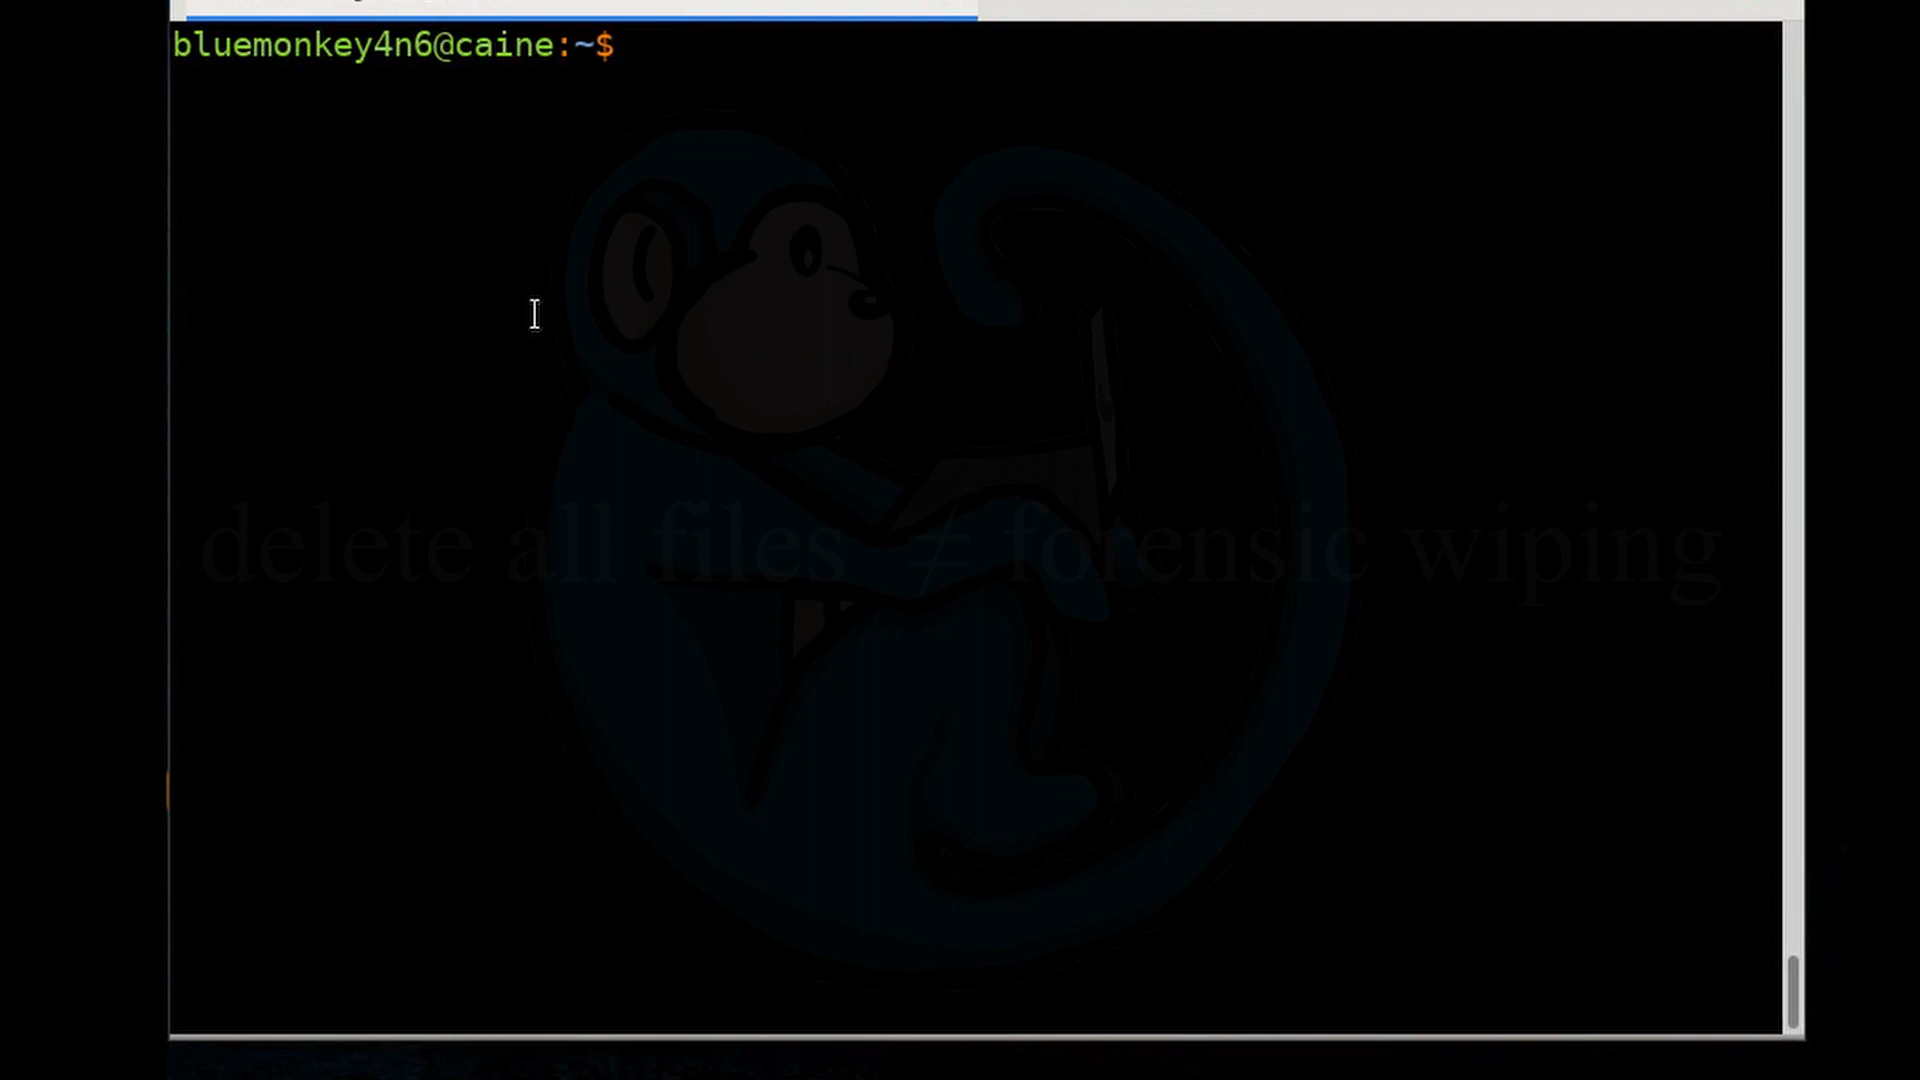 bluemonkey4n6@caine:~$
delete all files ≠ forensic wiping